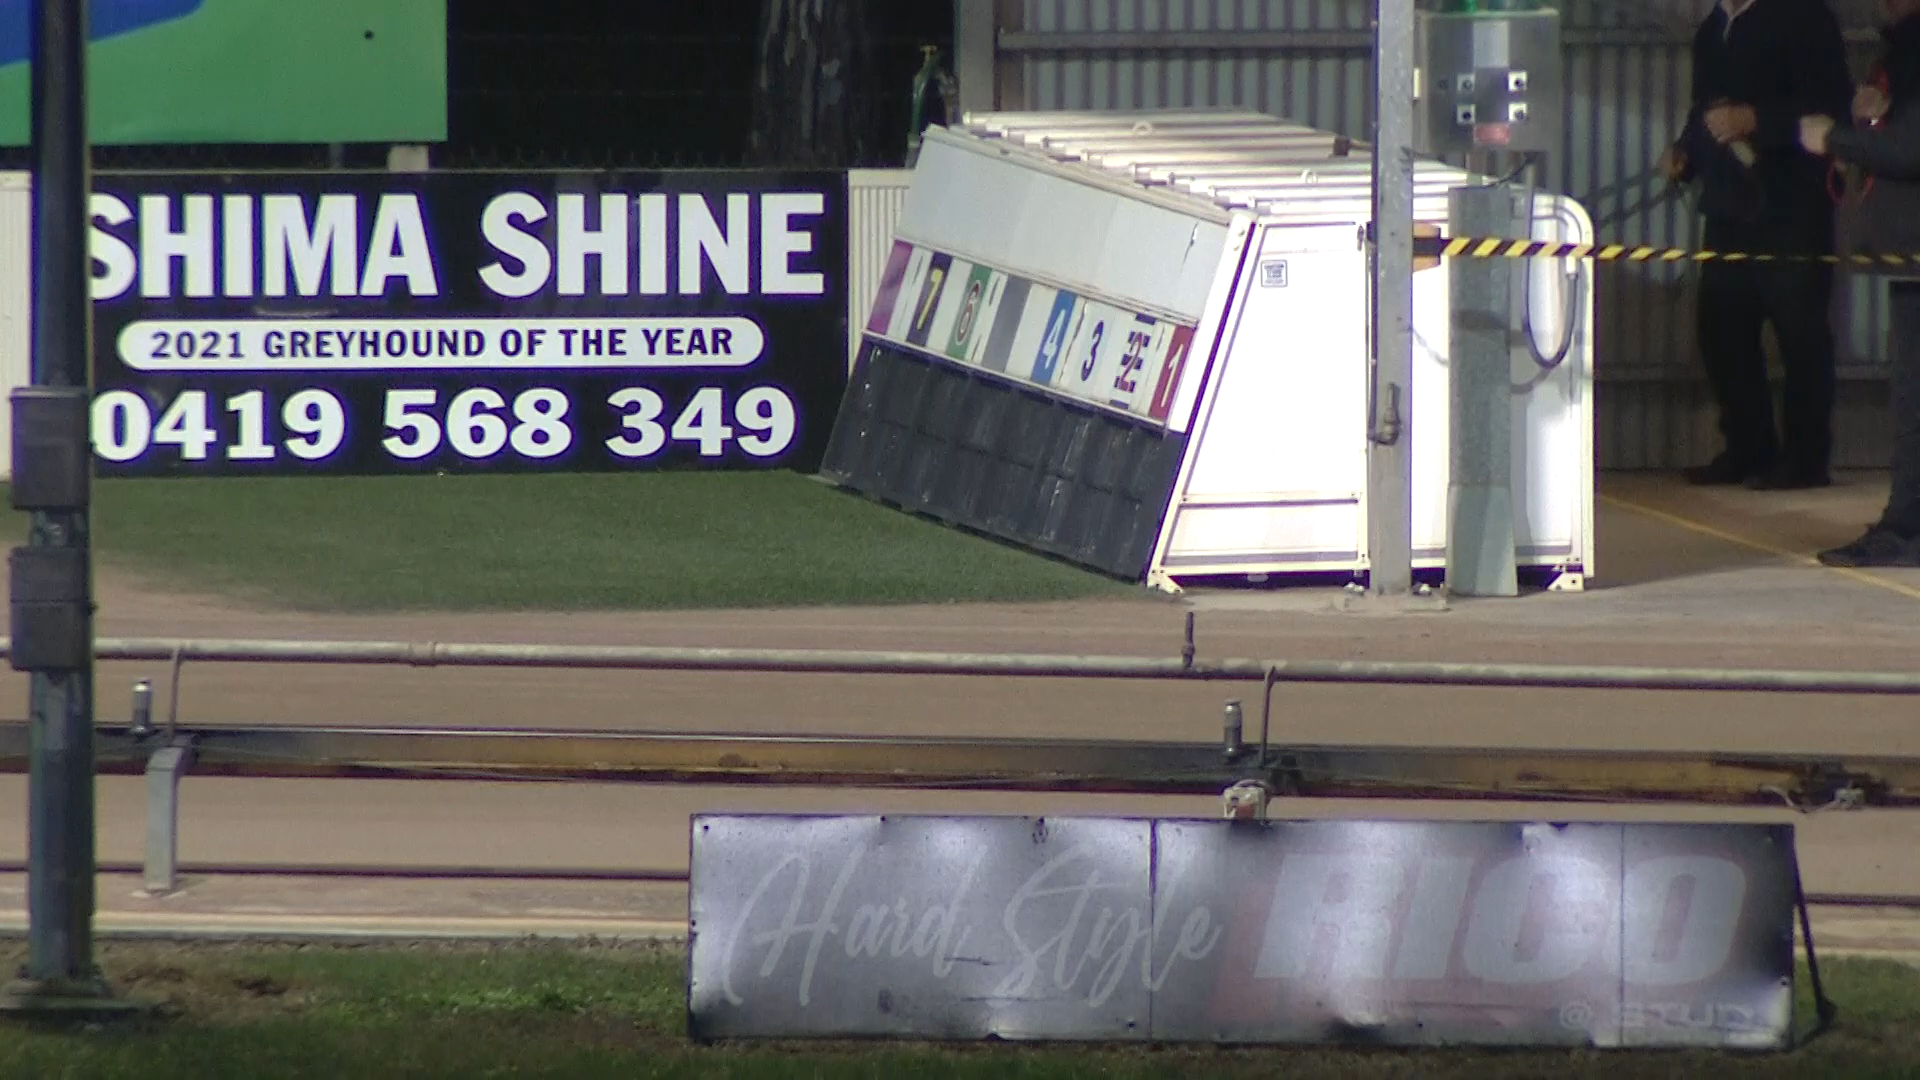 SHIMA SHINE
2021 GREYHOUND OF THE YEAR
0419 568 349
7 6 4 3 2 1
Hard Style RICO
@ STUD